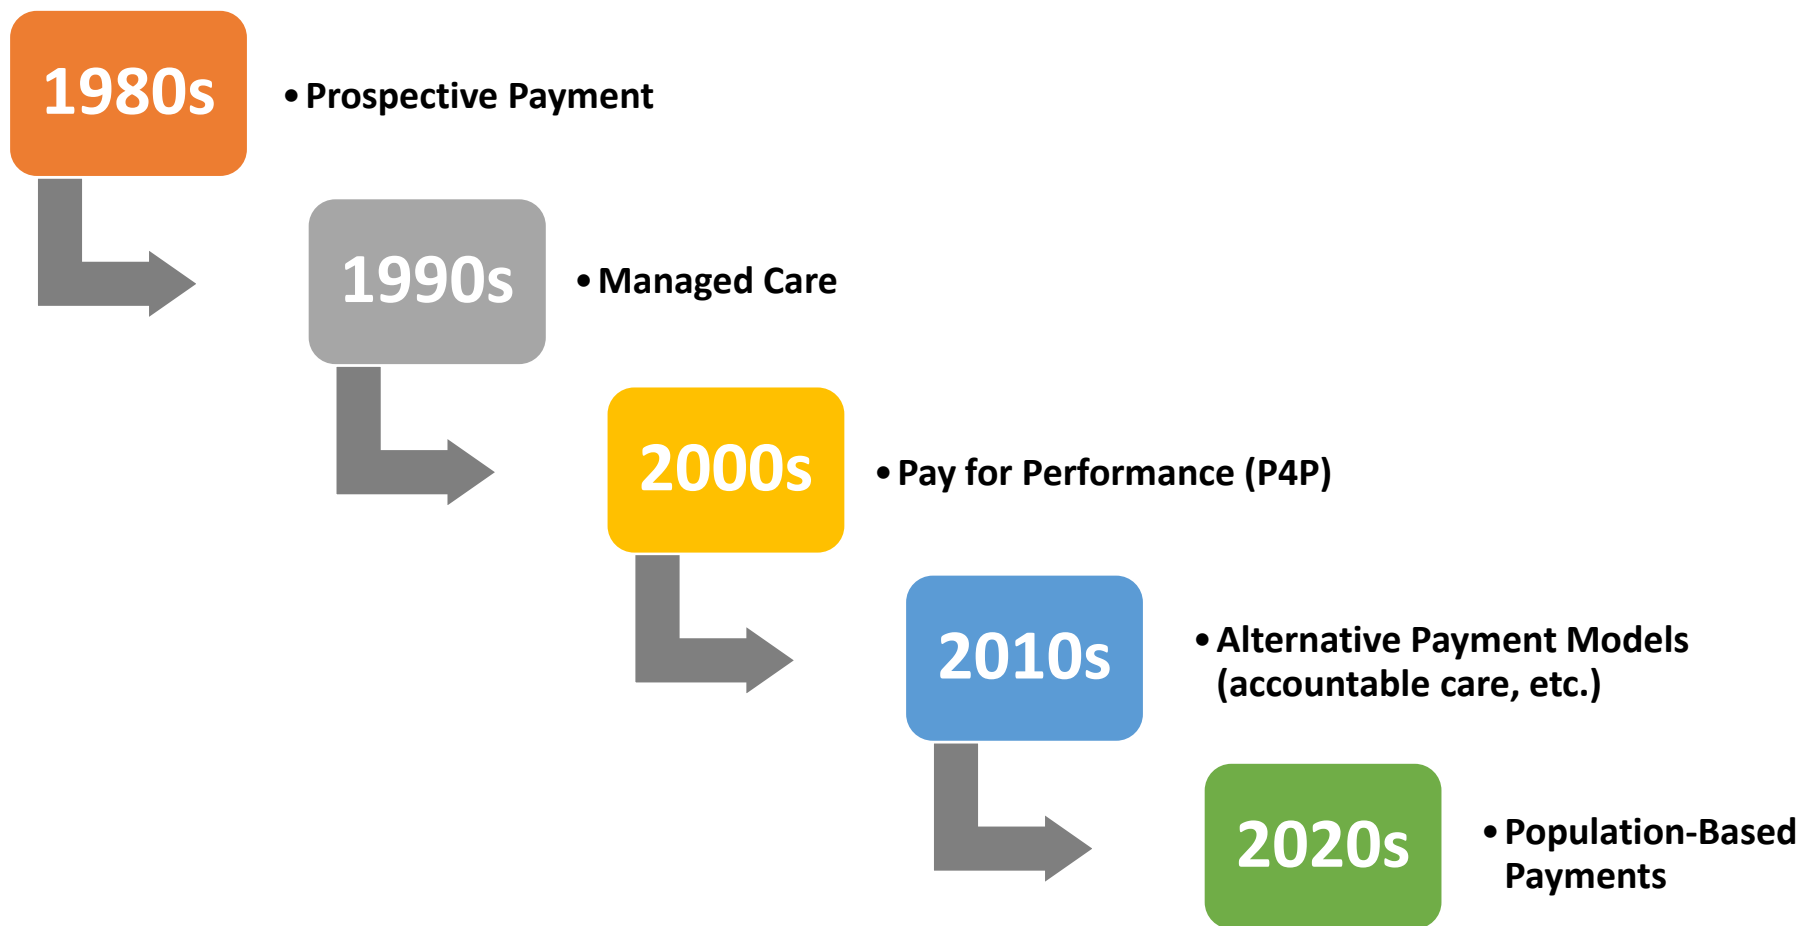 1980s
• Prospective Payment
1990s
• Managed Care
2000s
• Pay for Performance (P4P)
2010s
• Alternative Payment Models
(accountable care, etc.)
2020s
• Population-Based
Payments